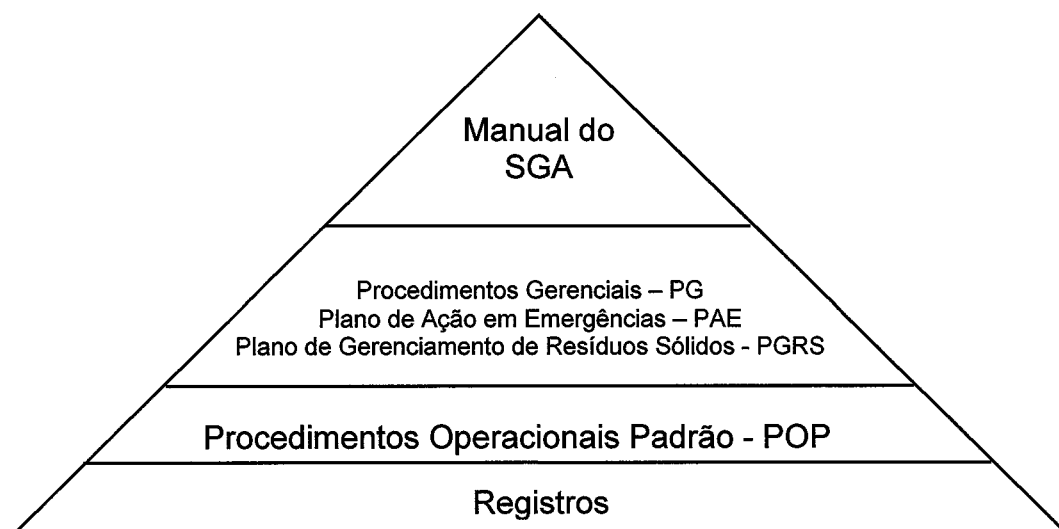 Manual do
SGA
Procedimentos Gerenciais – PG
Plano de Ação em Emergências – PAE
Plano de Gerenciamento de Resíduos Sólidos - PGRS
Procedimentos Operacionais Padrão - POP
Registros